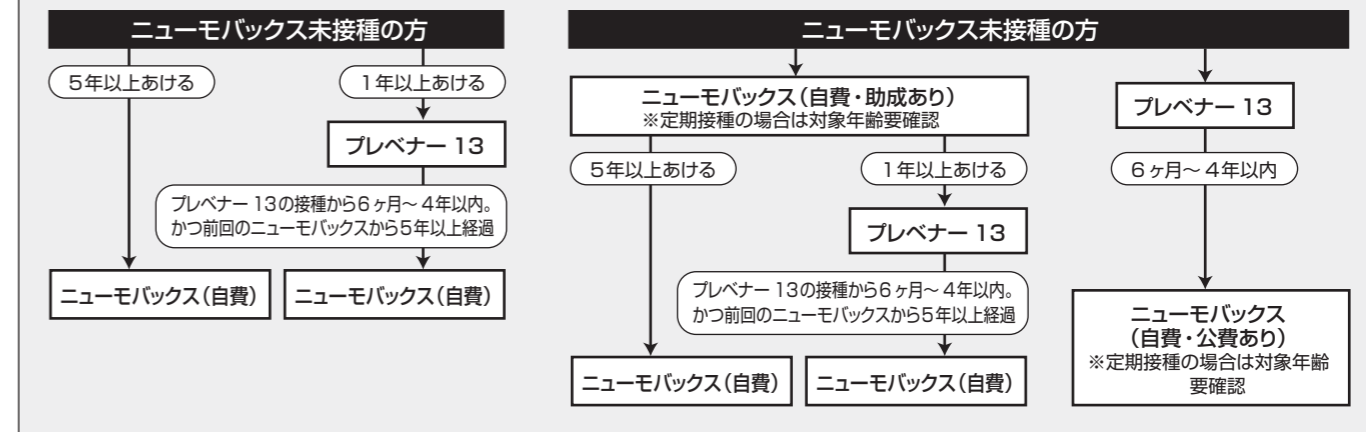 ニューモバックス未接種の方
5年以上あける
1年以上あける
プレベナー 13
プレベナー 13の接種から6ヶ月〜4年以内。
かつ前回のニューモバックスから5年以上経過
ニューモバックス(自費)
ニューモバックス(自費)
ニューモバックス未接種の方
ニューモバックス(自費・助成あり)
※定期接種の場合は対象年齢要確認
5年以上あける
1年以上あける
プレベナー 13
プレベナー 13の接種から6ヶ月〜4年以内。
かつ前回のニューモバックスから5年以上経過
ニューモバックス(自費)
ニューモバックス(自費)
プレベナー 13
6ヶ月〜4年以内
ニューモバックス
(自費・公費あり)
※定期接種の場合は対象年齢
要確認